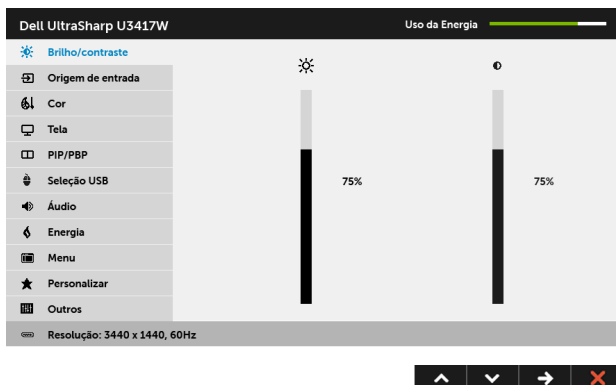 Dell UltraSharp U3417W
Uso da Energia
Brilho/contraste
Origem de entrada
Cor
Tela
PIP/PBP
Seleção USB
Áudio
Energia
Menu
Personalizar
Outros
75%
75%
Resolução: 3440 x 1440, 60Hz